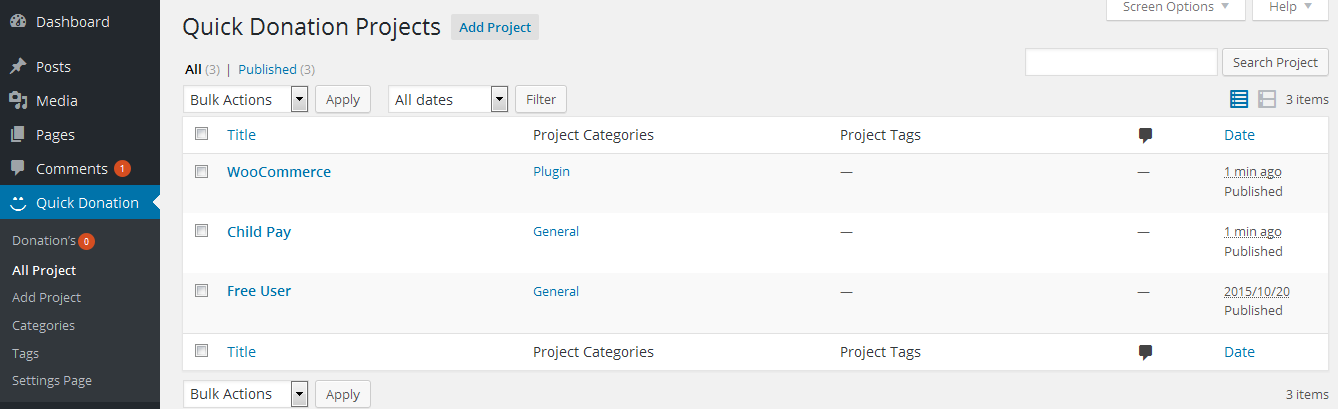 Dashboard
Posts
Media
Pages
Comments 1
Quick Donation
Donation's 0
All Project
Add Project
Categories
Tags
Settings Page
Screen Options Help
Quick Donation Projects Add Project
All (3) | Published (3)
Search Project
Bulk Actions Apply All dates Filter 3 items
Title Project Categories Project Tags Date
WooCommerce Plugin — — 1 min ago
Published
Child Pay General — — 1 min ago
Published
Free User General — — 2015/10/20
Published
Title Project Categories Project Tags Date
Bulk Actions Apply 3 items